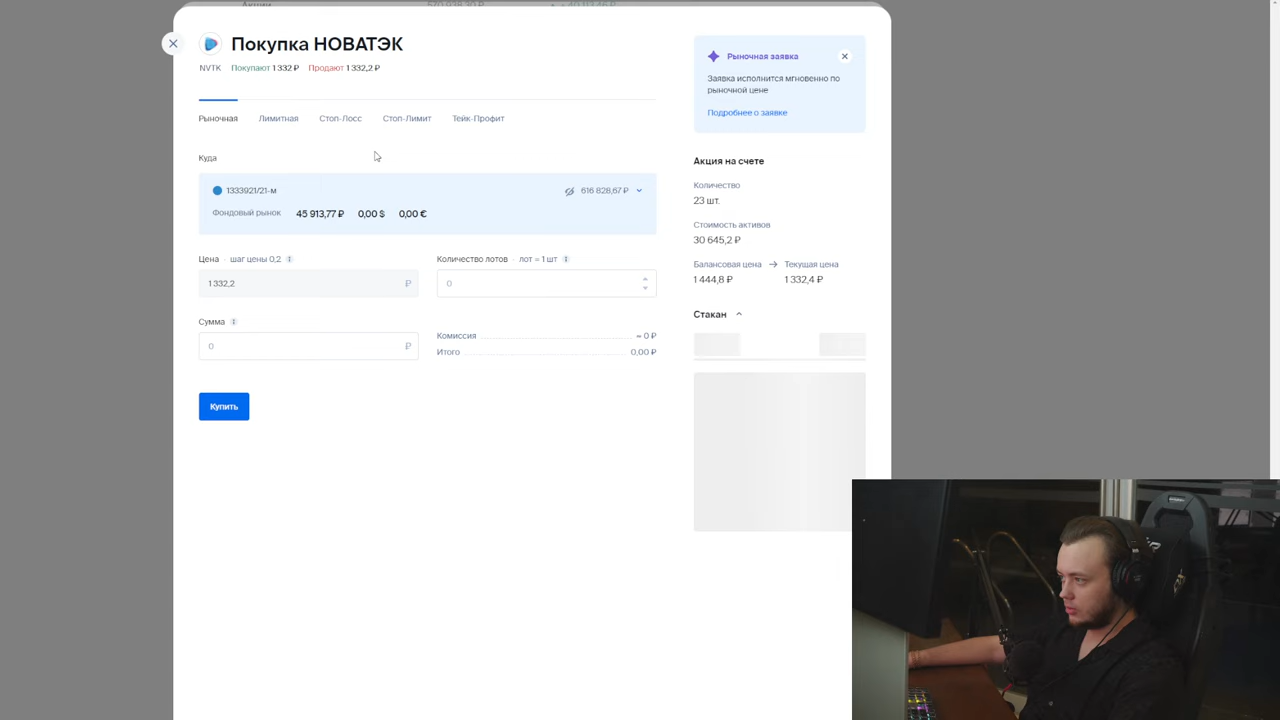 Акции 570 938,30 ₽
Покупка НОВАТЭК
NVTK Покупают 1 332 ₽ Продают 1 332,2 ₽
Рыночная Лимитная Стоп-Лосс Стоп-Лимит Тейк-Профит
Куда
1333921/21-м 616 828,67 ₽
Фондовый рынок 45 913,77 ₽ 0,00 $ 0,00 €
Цена · шаг цены 0,2
Количество лотов · лот = 1 шт
1 332,2 ₽
0
Сумма
0 ₽
Комиссия ≈ 0 ₽
Итого 0,00 ₽
Купить
Рыночная заявка
Заявка исполнится мгновенно по
рыночной цене
Подробнее о заявке
Акция на счете
Количество
23 шт.
Стоимость активов
30 645,2 ₽
Балансовая цена → Текущая цена
1 444,8 ₽ 1 332,4 ₽
Стакан